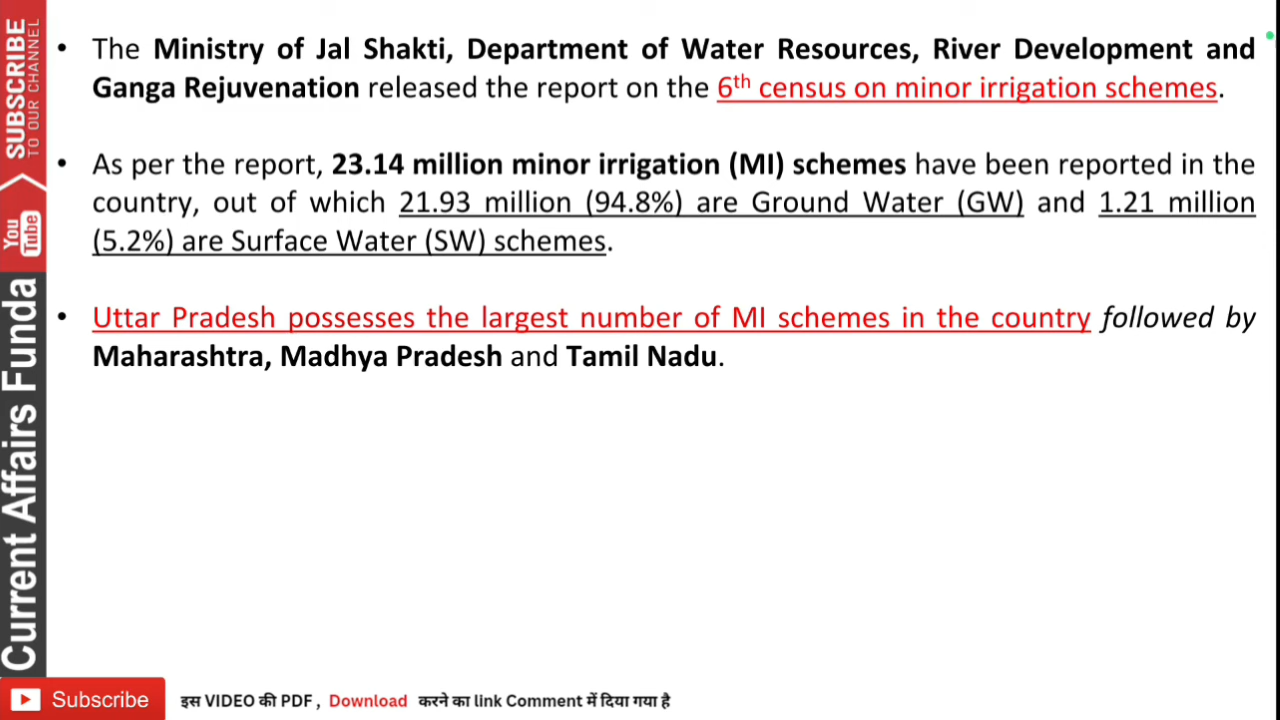 • The Ministry of Jal Shakti, Department of Water Resources, River Development and
Ganga Rejuvenation released the report on the 6th census on minor irrigation schemes.
• As per the report, 23.14 million minor irrigation (MI) schemes have been reported in the
country, out of which 21.93 million (94.8%) are Ground Water (GW) and 1.21 million
(5.2%) are Surface Water (SW) schemes.
• Uttar Pradesh possesses the largest number of MI schemes in the country followed by
Maharashtra, Madhya Pradesh and Tamil Nadu.
SUBSCRIBE
TO OUR CHANNEL
You Tube
Current Affairs Funda
Subscribe
इस VIDEO की PDF , Download करने का link Comment में दिया गया है